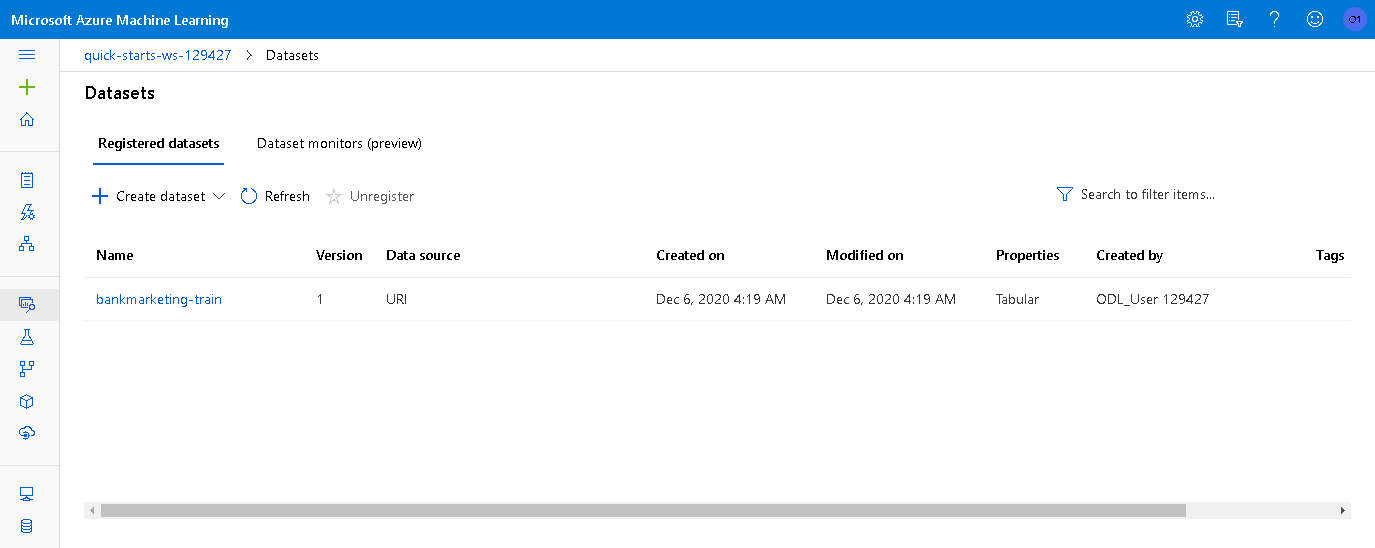 Microsoft Azure Machine Learning
O1
quick-starts-ws-129427 > Datasets
Datasets
Registered datasets Dataset monitors (preview)
Create dataset Refresh Unregister Search to filter items...
Name Version Data source Created on Modified on Properties Created by Tags
bankmarketing-train 1 URI Dec 6, 2020 4:19 AM Dec 6, 2020 4:19 AM Tabular ODL_User 129427